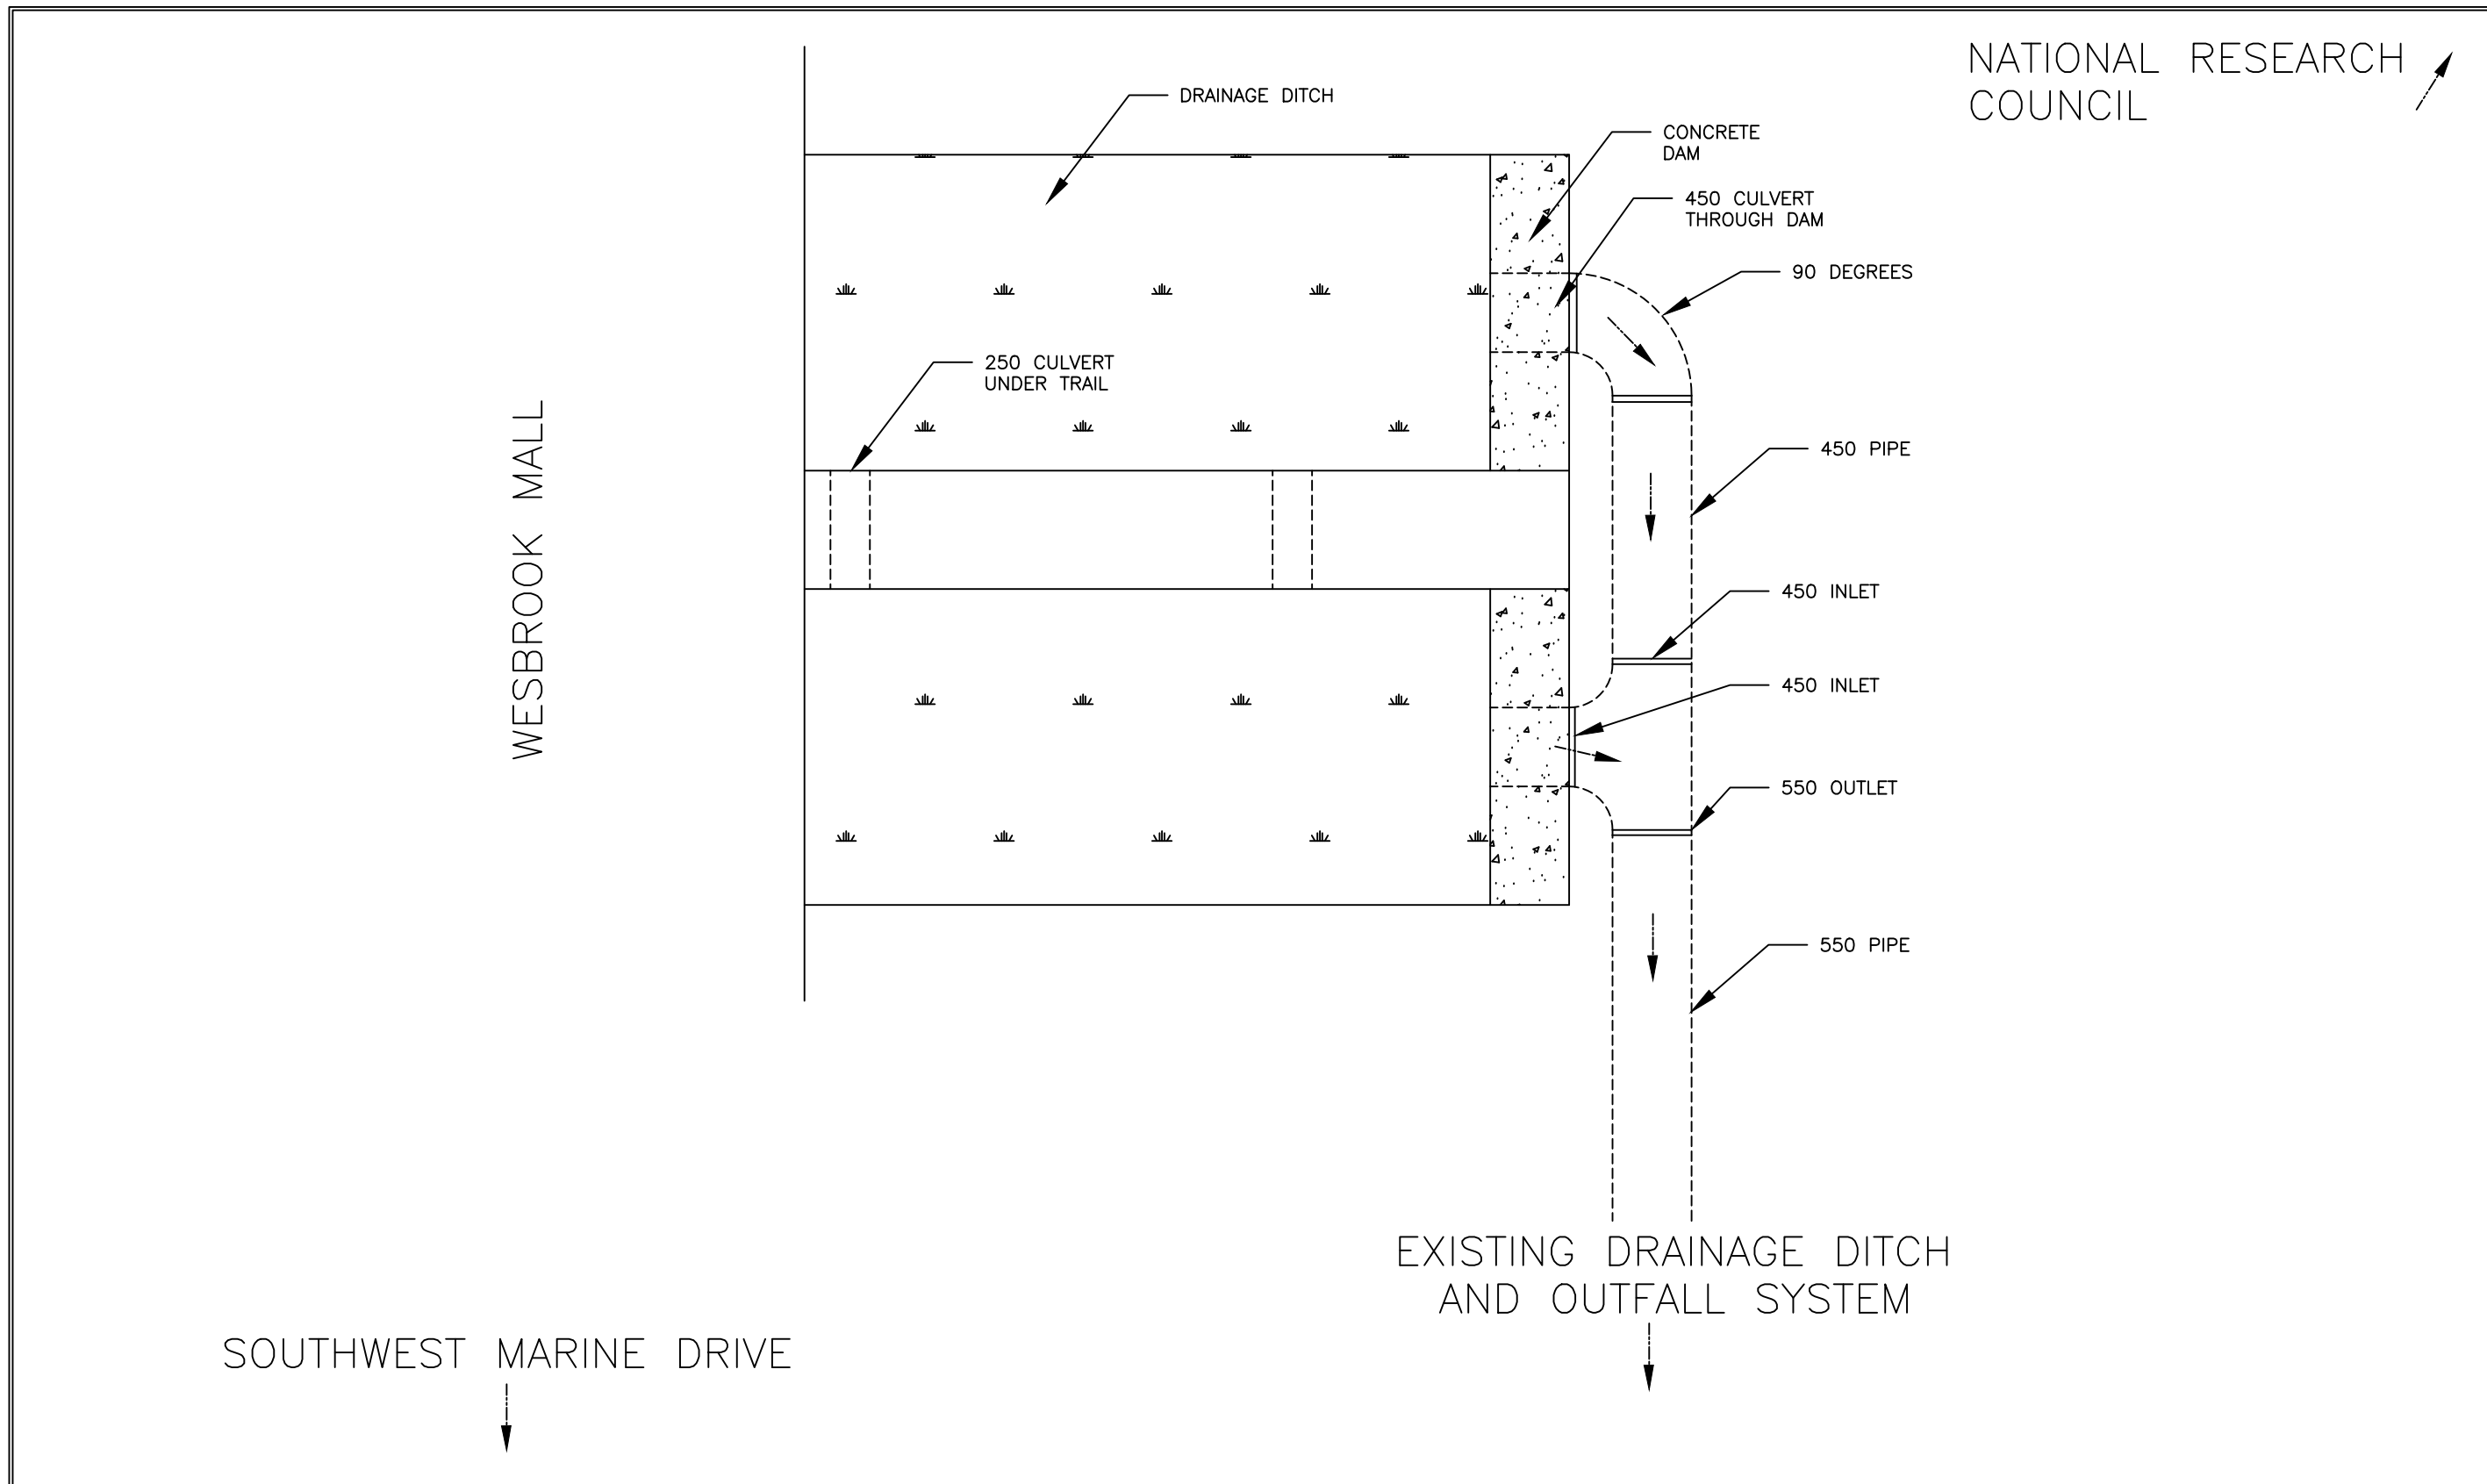 NATIONAL RESEARCH
COUNCIL
DRAINAGE DITCH
CONCRETE
DAM
450 CULVERT
THROUGH DAM
90 DEGREES
250 CULVERT
UNDER TRAIL
WESBROOK MALL
450 PIPE
450 INLET
450 INLET
550 OUTLET
550 PIPE
EXISTING DRAINAGE DITCH
AND OUTFALL SYSTEM
SOUTHWEST MARINE DRIVE